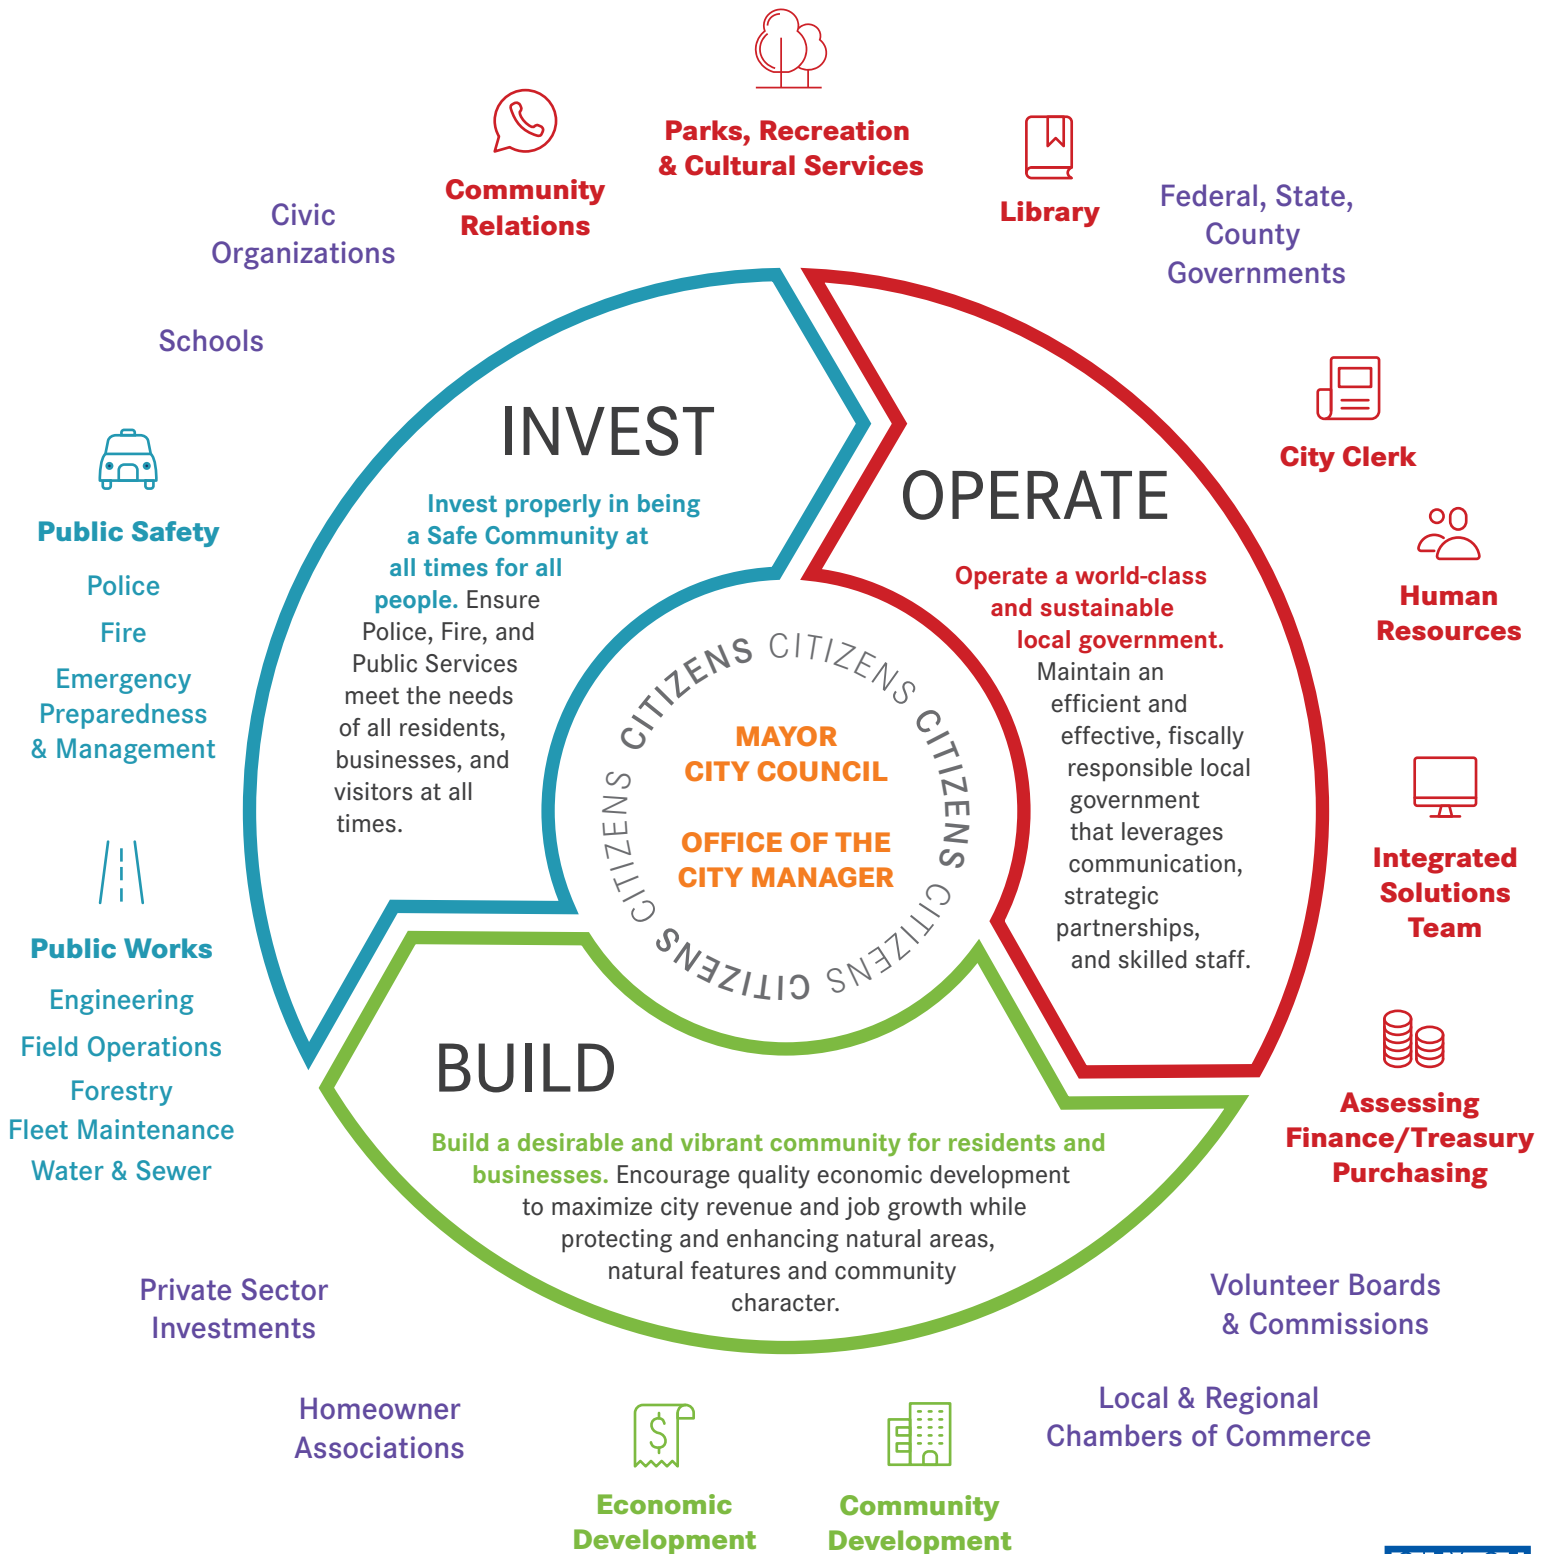 Parks, Recreation
& Cultural Services
Community
Relations
Library
Federal, State,
County
Governments
Civic
Organizations
Schools
City Clerk
Human
Resources
Integrated
Solutions
Team
Assessing
Finance/Treasury
Purchasing
Public Safety
Police
Fire
Emergency
Preparedness
& Management
Public Works
Engineering
Field Operations
Forestry
Fleet Maintenance
Water & Sewer
INVEST
Invest properly in being
a Safe Community at
all times for all
people. Ensure
Police, Fire, and
Public Services
meet the needs
of all residents,
businesses, and
visitors at all
times.
OPERATE
Operate a world-class
and sustainable
local government.
Maintain an
efficient and
effective, fiscally
responsible local
government
that leverages
communication,
strategic
partnerships,
and skilled staff.
CITIZENS CITIZENS CITIZENS CITIZENS CITIZENS CITIZENS
MAYOR
CITY COUNCIL
OFFICE OF THE
CITY MANAGER
BUILD
Build a desirable and vibrant community for residents and
businesses. Encourage quality economic development
to maximize city revenue and job growth while
protecting and enhancing natural areas,
natural features and community
character.
Private Sector
Investments
Homeowner
Associations
Economic
Development
Community
Development
Volunteer Boards
& Commissions
Local & Regional
Chambers of Commerce